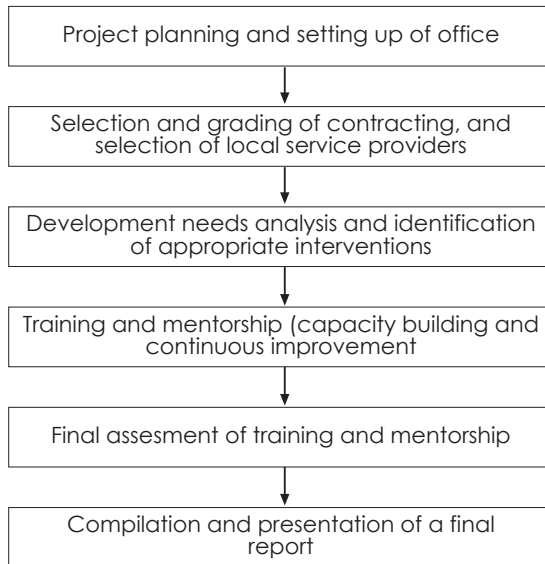 Project planning and setting up of office
Selection and grading of contracting, and
selection of local service providers
Development needs analysis and identification
of appropriate interventions
Training and mentorship (capacity building and
continuous improvement
Final assesment of training and mentorship
Compilation and presentation of a final
report